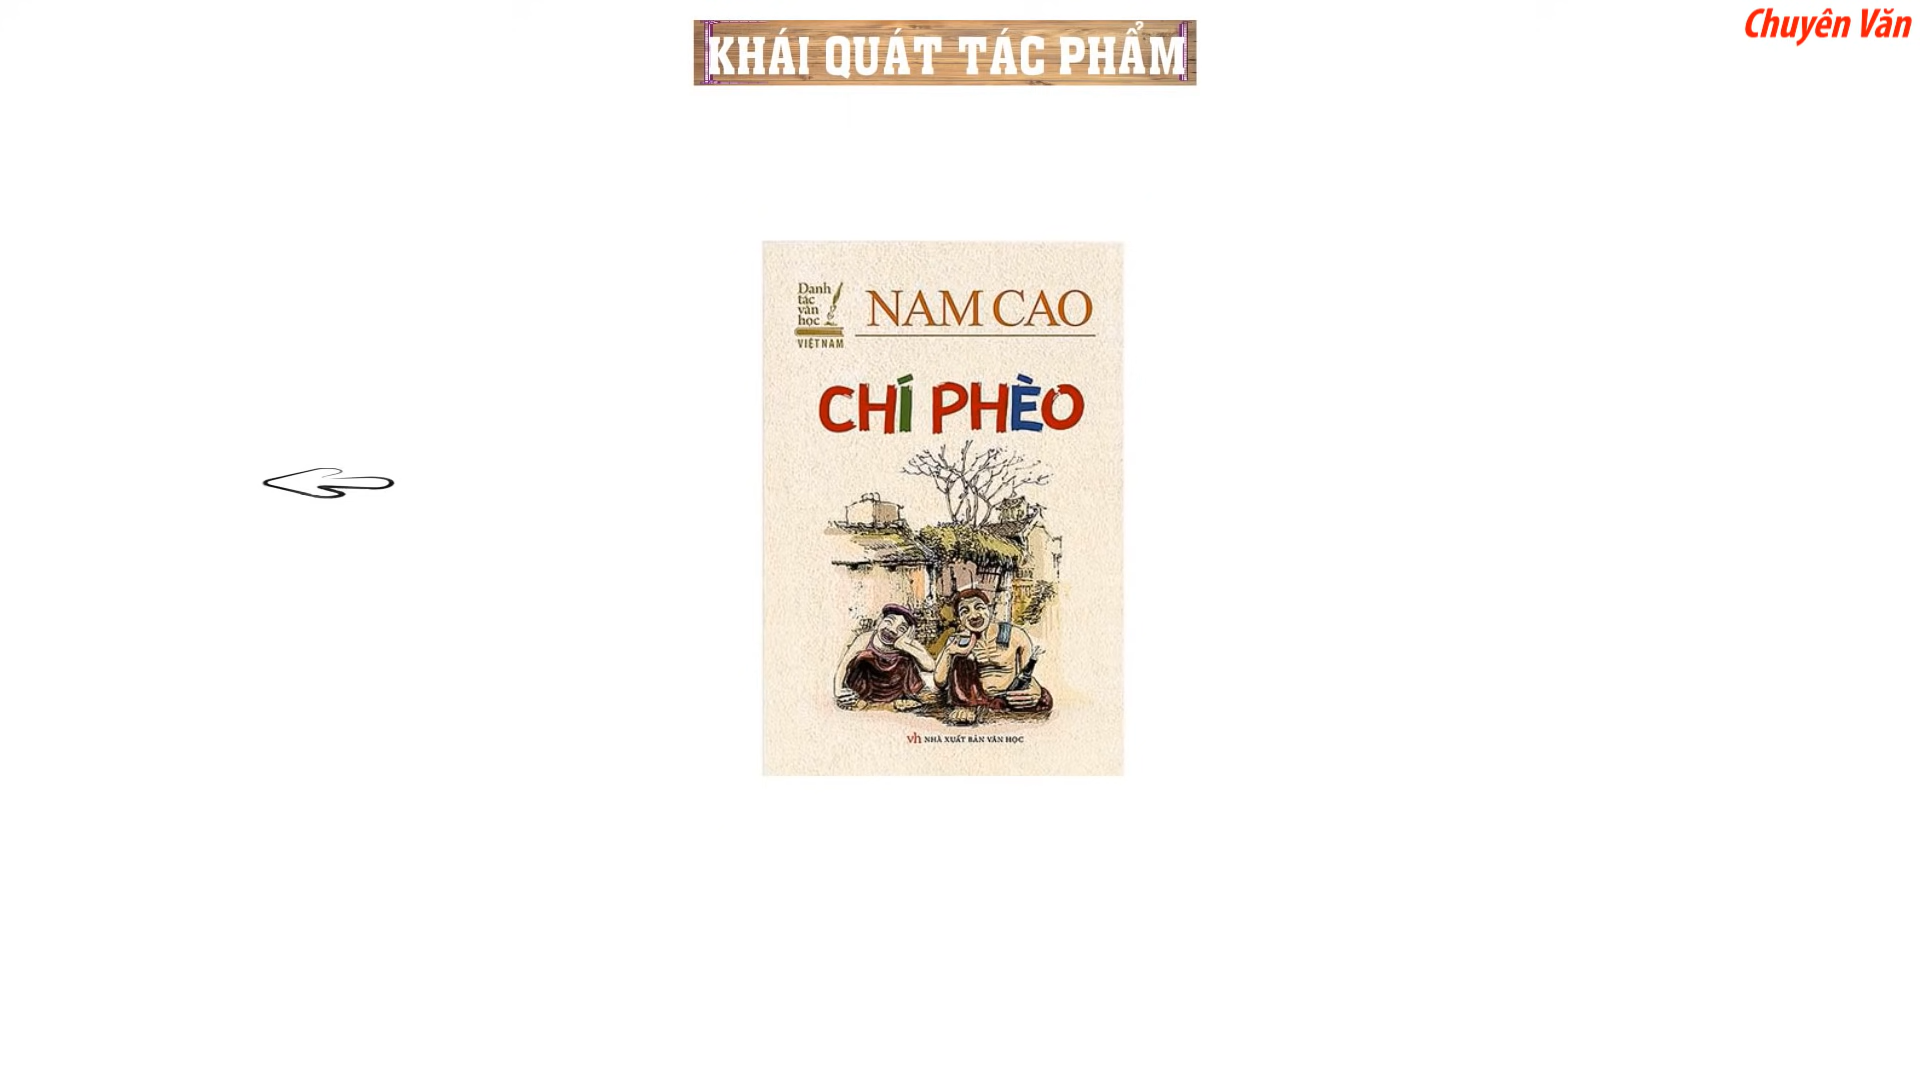 KHÁI QUÁT TÁC PHẨM
Chuyên Văn
Danh
tác
văn
học
VIỆT NAM
NAM CAO
CHÍ PHÈO
vh NHÀ XUẤT BẢN VĂN HỌC